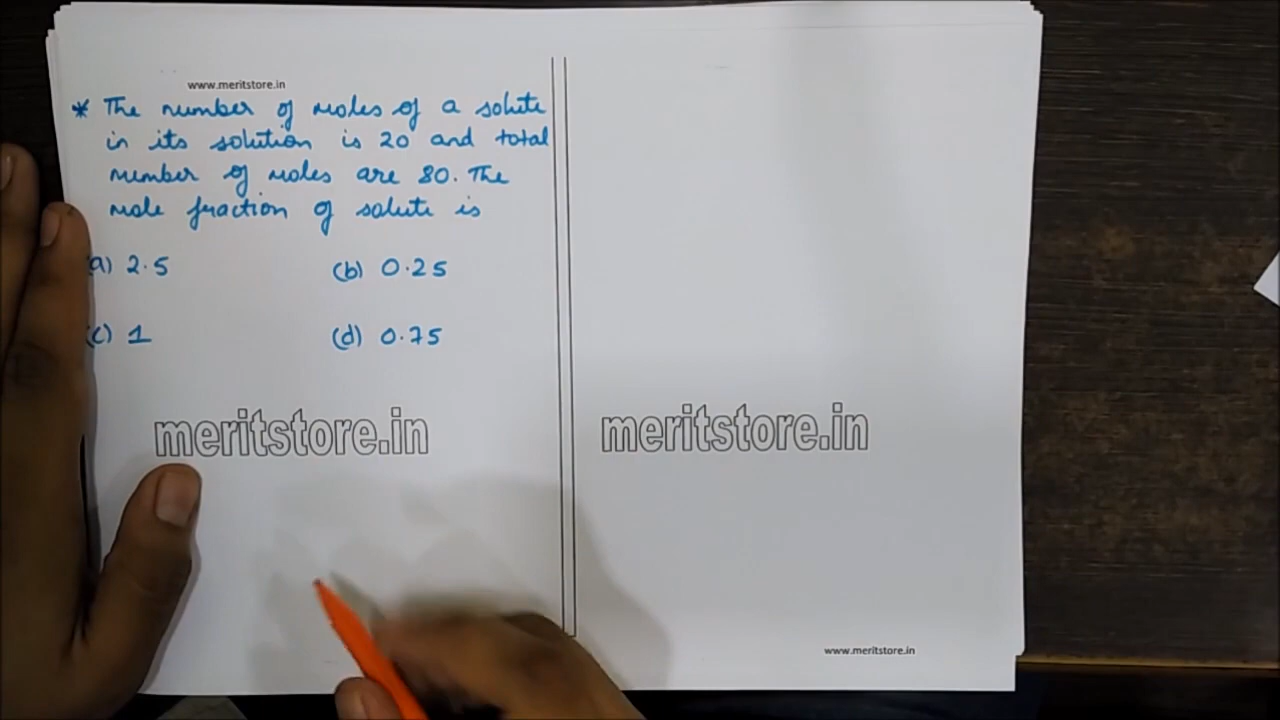 www.meritstore.in
* The number of moles of a solute
in its solution is 20 and total
number of moles are 80. The
mole fraction of solute is
(a) 2.5 (b) 0.25
(c) 1 (d) 0.75
meritstore.in meritstore.in
www.meritstore.in